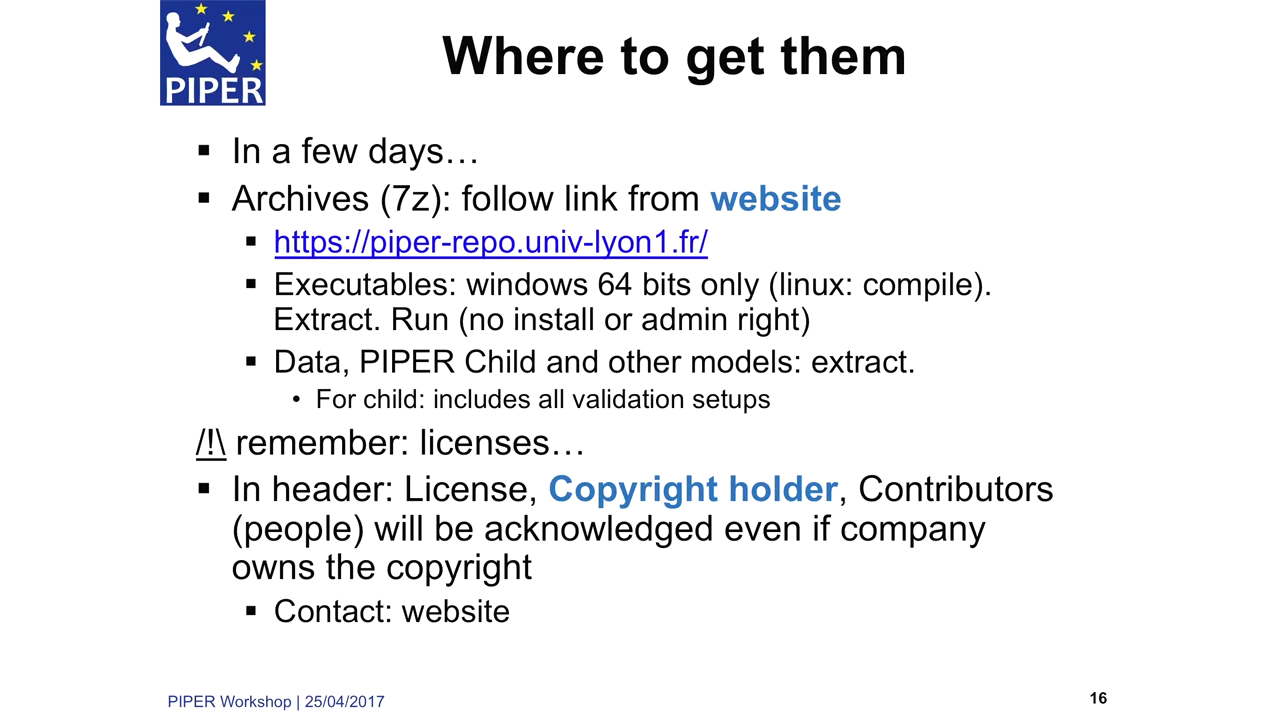 PIPER
Where to get them
▪ In a few days…
▪ Archives (7z): follow link from website
▪ https://piper-repo.univ-lyon1.fr/
▪ Executables: windows 64 bits only (linux: compile).
Extract. Run (no install or admin right)
▪ Data, PIPER Child and other models: extract.
• For child: includes all validation setups
/!\ remember: licenses…
▪ In header: License, Copyright holder, Contributors
(people) will be acknowledged even if company
owns the copyright
▪ Contact: website
PIPER Workshop | 25/04/2017
16